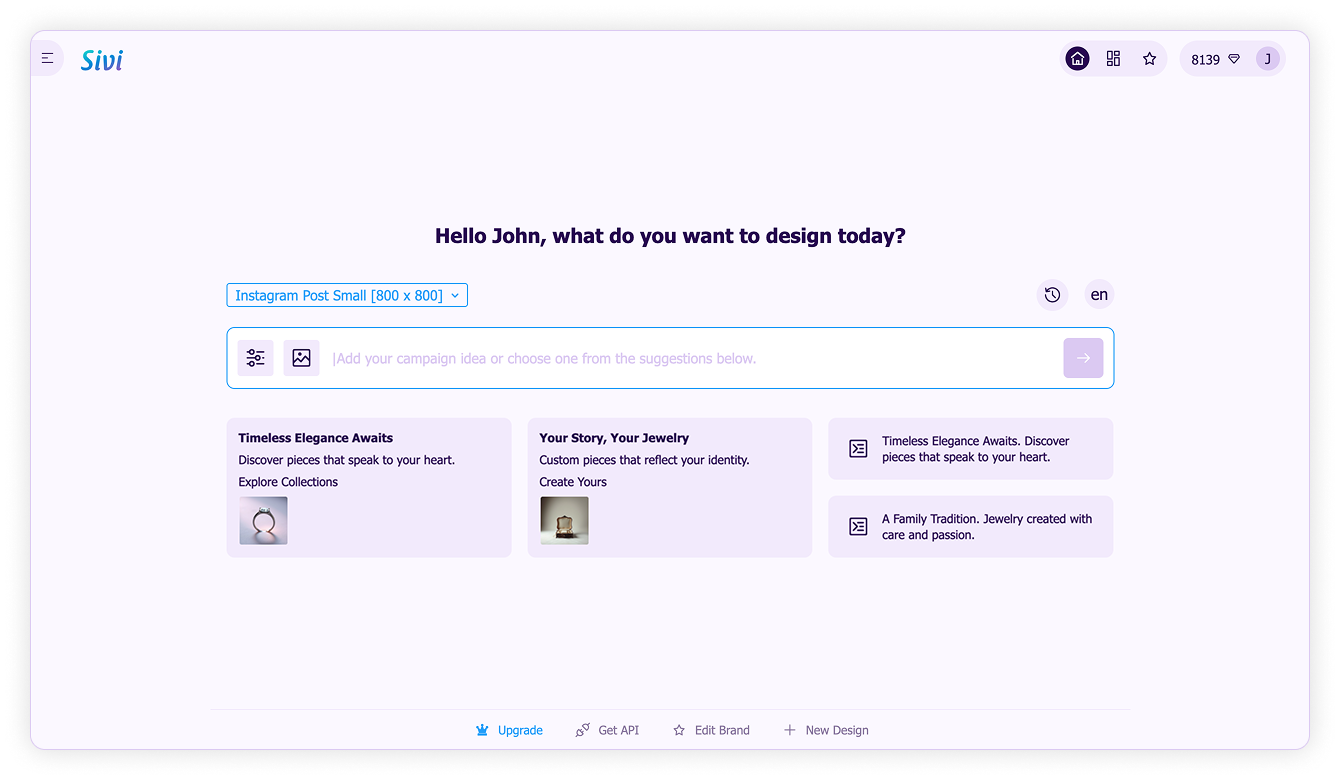 Sivi
8139
J
Hello John, what do you want to design today?
Instagram Post Small [800 x 800]
en
Add your campaign idea or choose one from the suggestions below.
Timeless Elegance Awaits
Discover pieces that speak to your heart.
Explore Collections
Your Story, Your Jewelry
Custom pieces that reflect your identity.
Create Yours
Timeless Elegance Awaits. Discover
pieces that speak to your heart.
A Family Tradition. Jewelry created with
care and passion.
Upgrade
Get API
Edit Brand
New Design